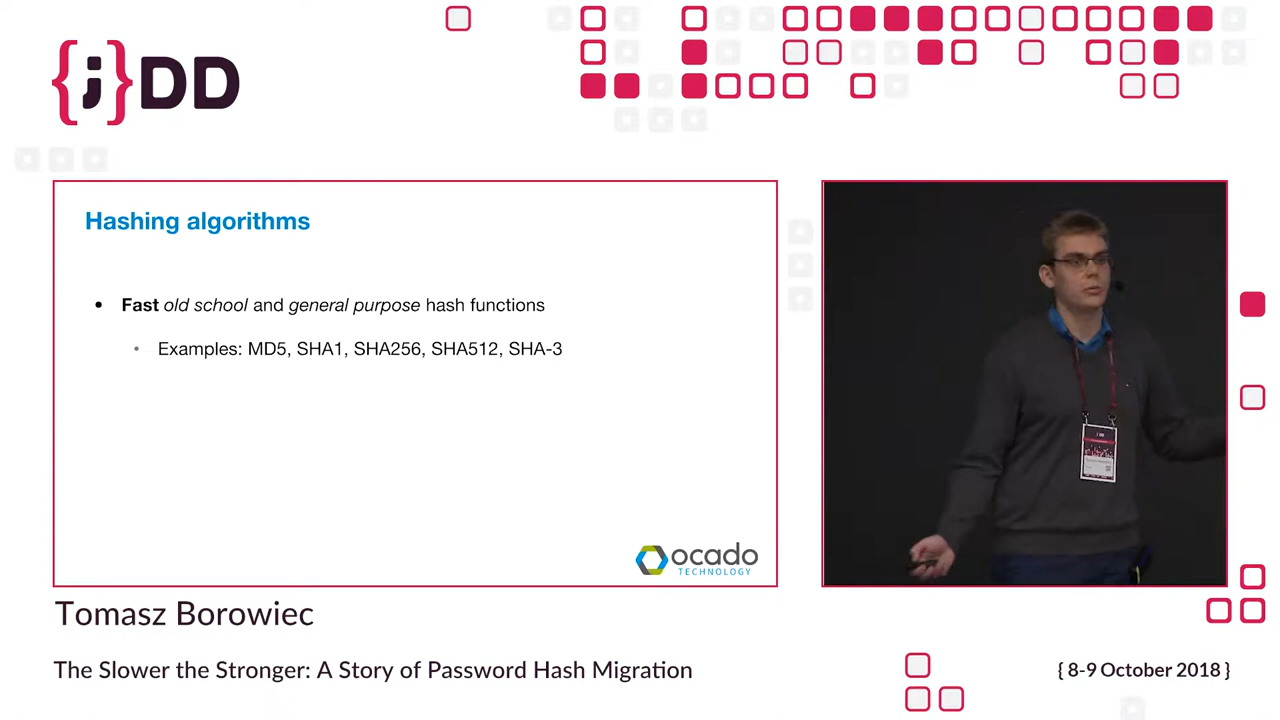 {j}DD
Hashing algorithms
• Fast old school and general purpose hash functions
• Examples: MD5, SHA1, SHA256, SHA512, SHA-3
ocado
TECHNOLOGY
Tomasz Borowiec
The Slower the Stronger: A Story of Password Hash Migration
{ 8-9 October 2018 }